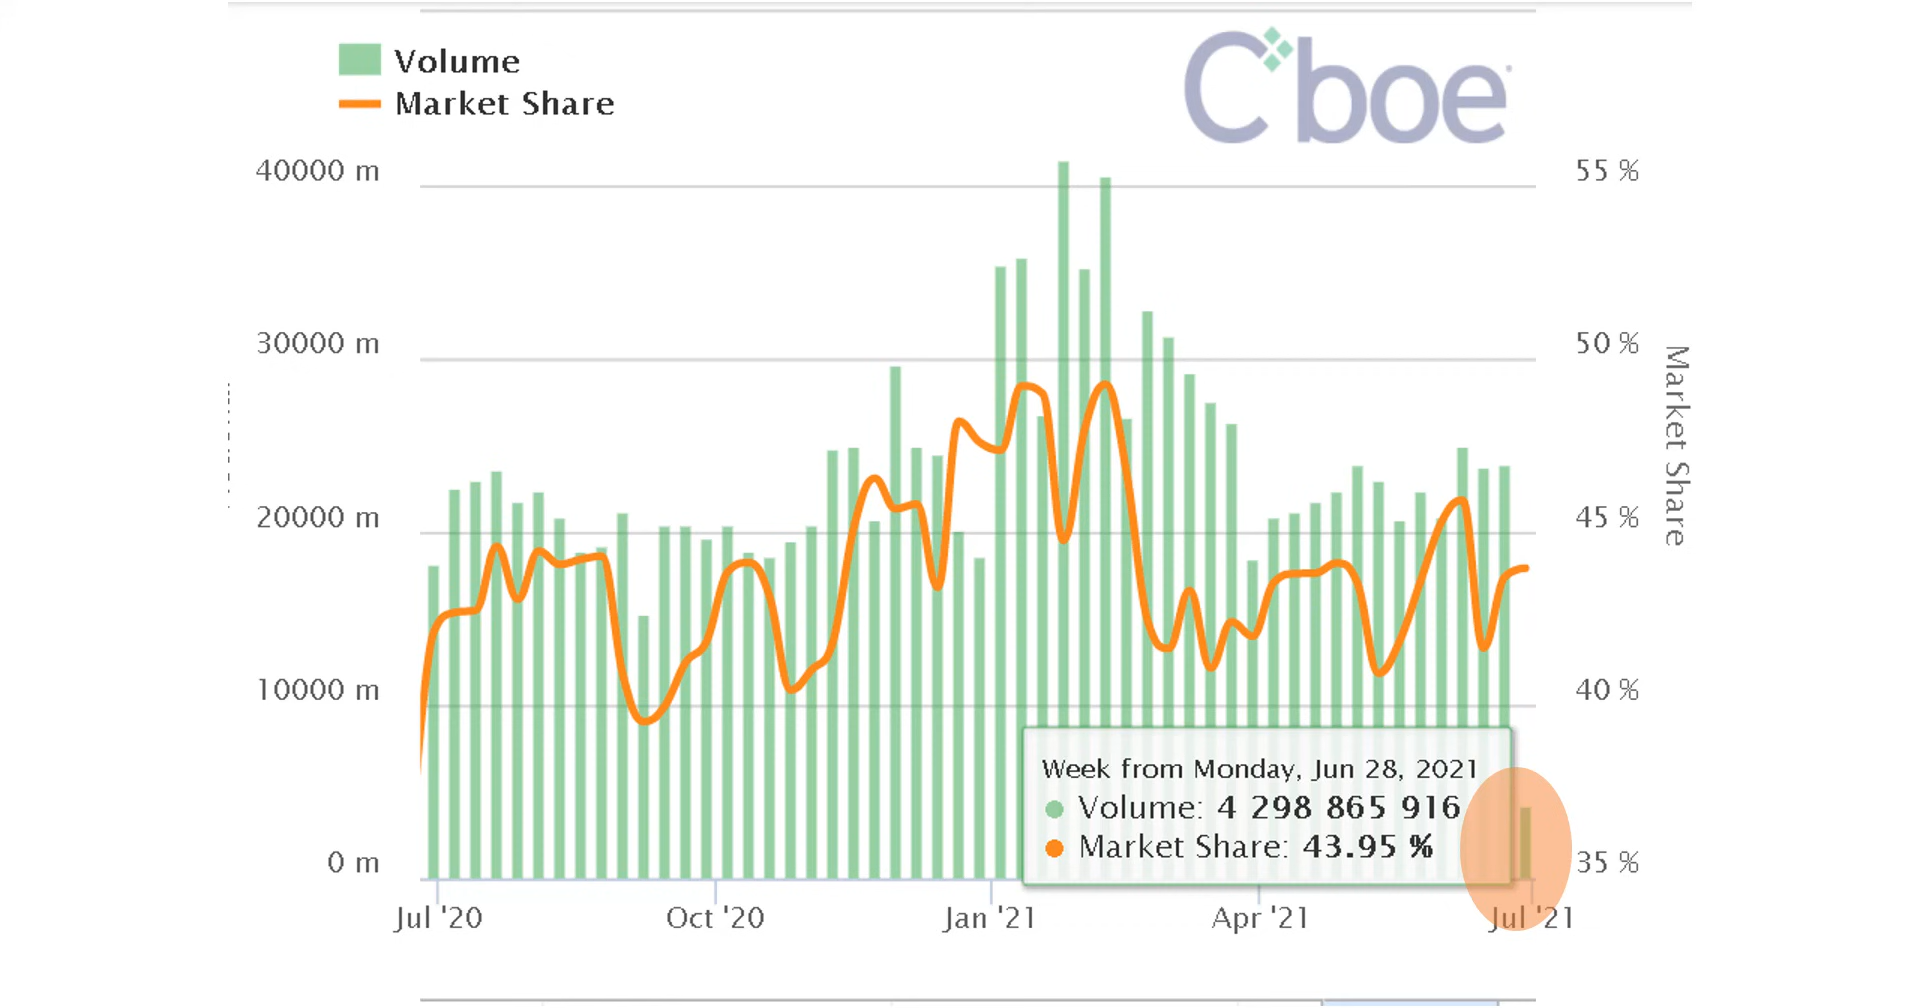 Volume
Market Share
Cboe
40000 m
30000 m
20000 m
10000 m
0 m
55 %
50 %
45 %
40 %
35 %
Market Share
Week from Monday, Jun 28, 2021
Volume: 4 298 865 916
Market Share: 43.95 %
Jul '20
Oct '20
Jan '21
Apr '21
Jul '21